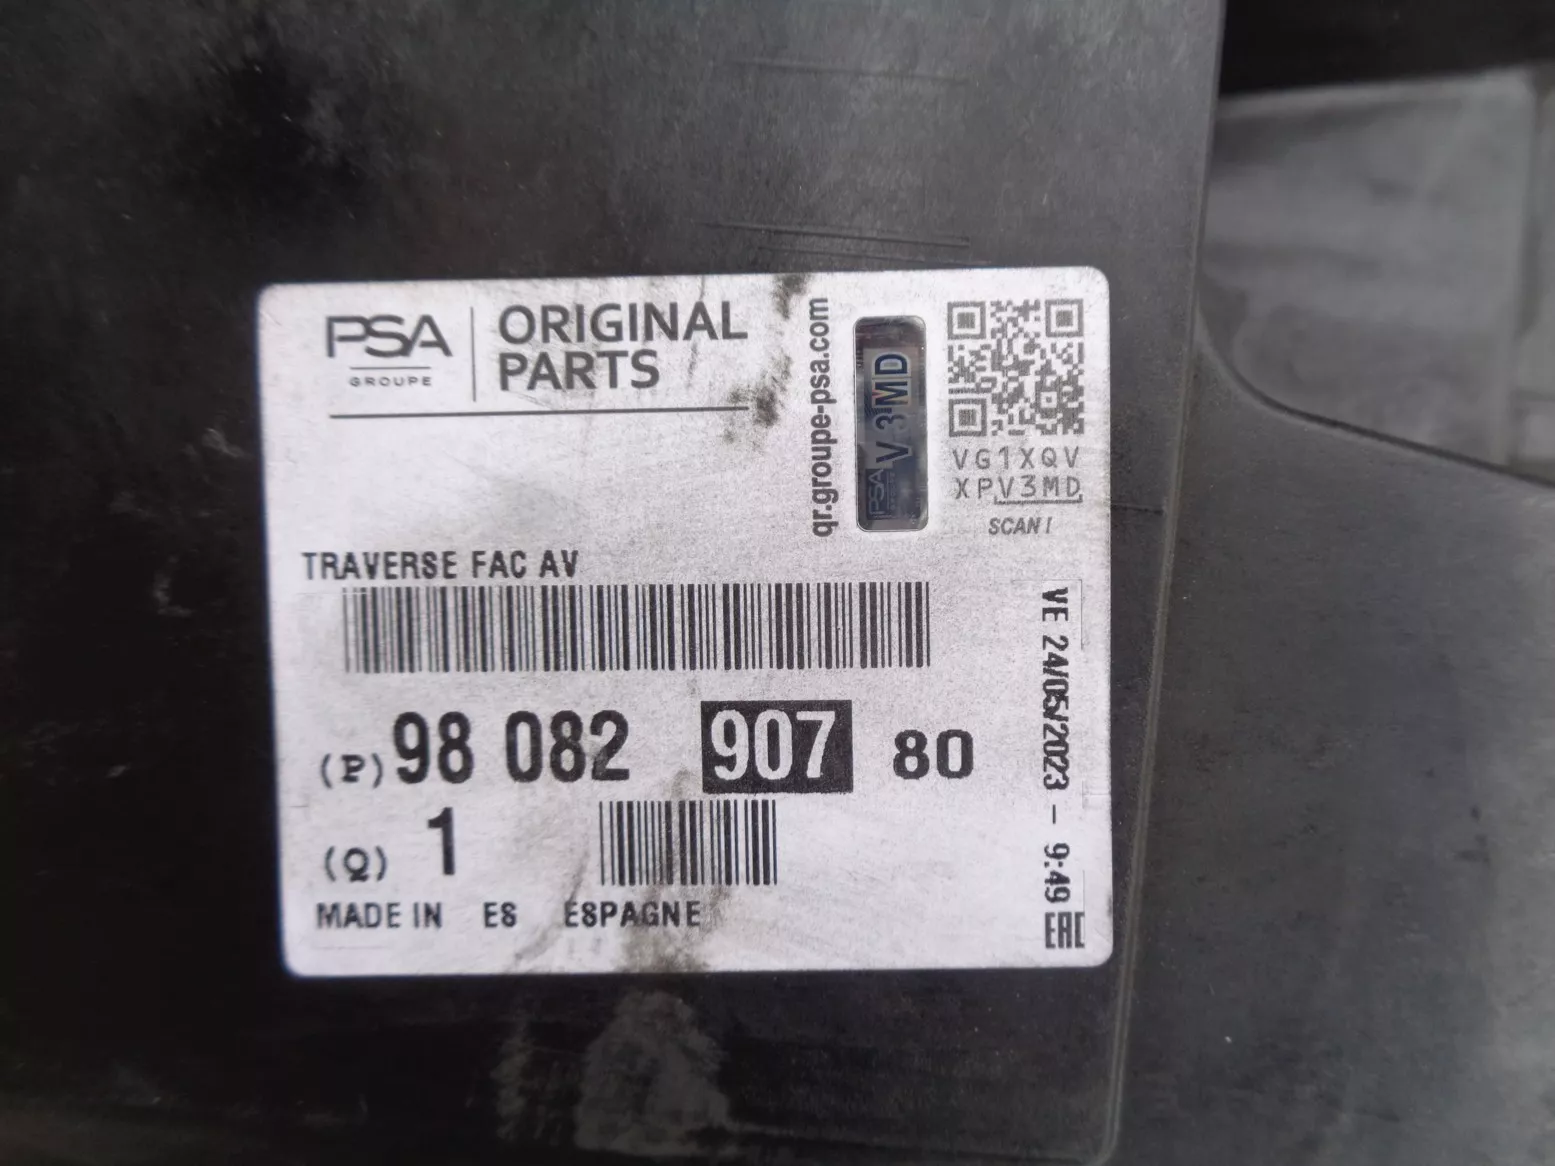 PSA
GROUPE
ORIGINAL
PARTS
qr.groupe-psa.com
PSA V3MD
VG1XQV
XPV3MD
SCAN!
TRAVERSE FAC AV
(P) 98 082 907 80
(Q) 1
MADE IN ES ESPAGNE
VE 24/05/2023 - 9:49
EAC